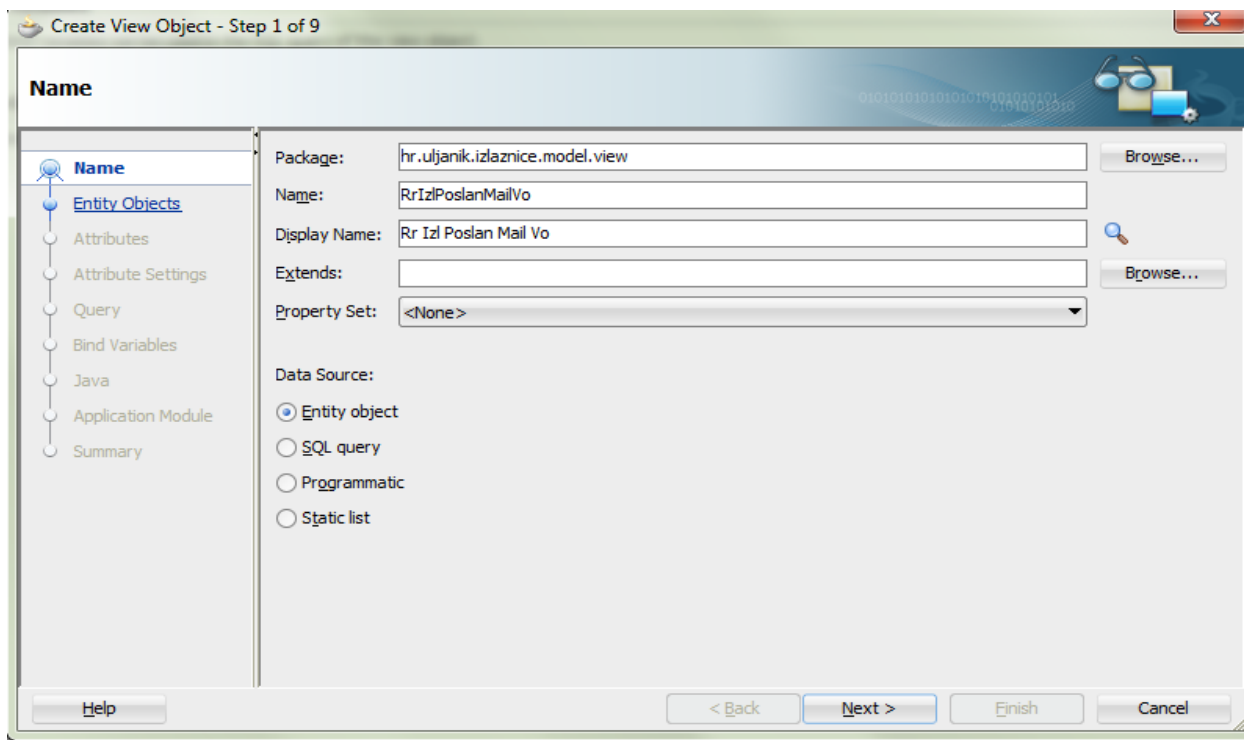 Create View Object - Step 1 of 9
Name
Name
Entity Objects
Attributes
Attribute Settings
Query
Bind Variables
Java
Application Module
Summary
Package: hr.uljanik.izlaznice.model.view Browse...
Name: RrIzlPoslanMailVo
Display Name: Rr Izl Poslan Mail Vo
Extends: Browse...
Property Set: <None>
Data Source:
Entity object
SQL query
Programmatic
Static list
Help < Back Next > Finish Cancel